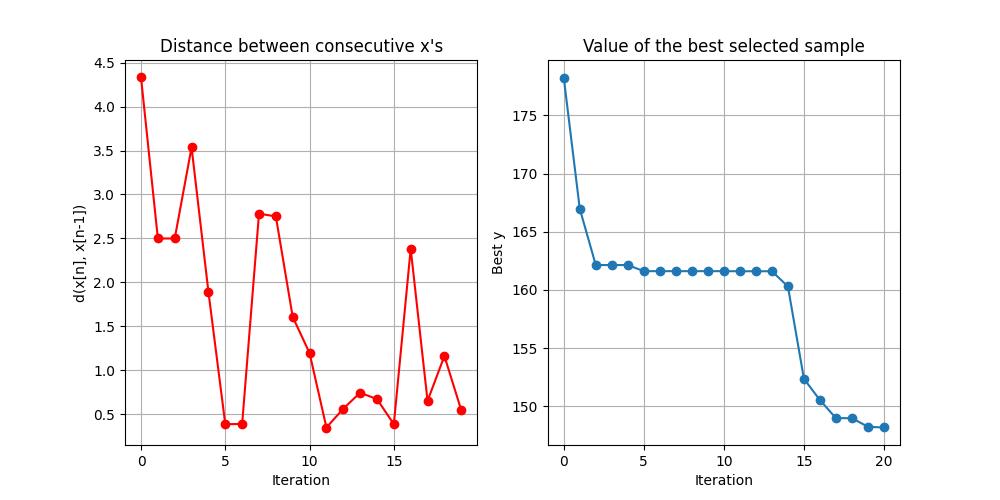 Distance between consecutive x's
4.5
4.0
3.5
3.0
2.5
2.0
1.5
1.0
0.5
d(x[n], x[n-1])
0 5 10 15
Iteration
Value of the best selected sample
175
170
165
160
155
150
Best y
0 5 10 15 20
Iteration